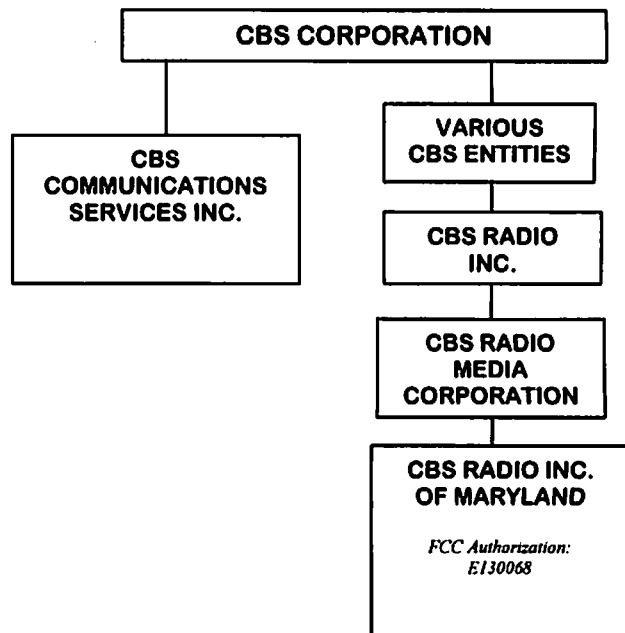 CBS CORPORATION
CBS
COMMUNICATIONS
SERVICES INC.
VARIOUS
CBS ENTITIES
CBS RADIO
INC.
CBS RADIO
MEDIA
CORPORATION
CBS RADIO INC.
OF MARYLAND
FCC Authorization:
E130068